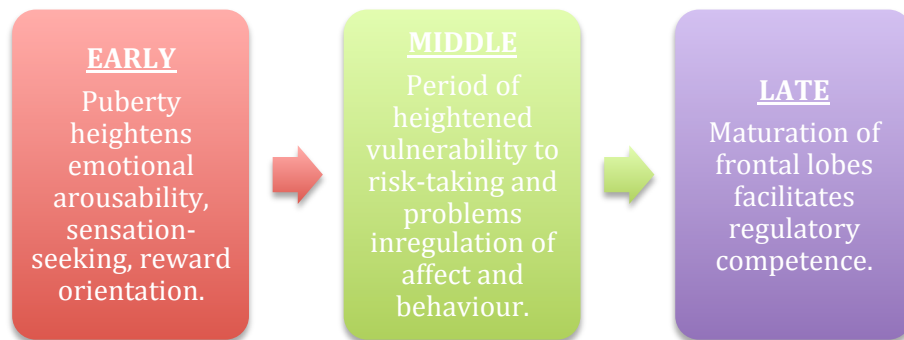 EARLY
Puberty
heightens
emotional
arousability,
sensation-
seeking, reward
orientation.
MIDDLE
Period of
heightened
vulnerability to
risk-taking and
problems
inregulation of
affect and
behaviour.
LATE
Maturation of
frontal lobes
facilitates
regulatory
competence.